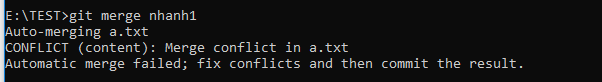 E:\TEST>git merge nhanh1
Auto-merging a.txt
CONFLICT (content): Merge conflict in a.txt
Automatic merge failed; fix conflicts and then commit the result.